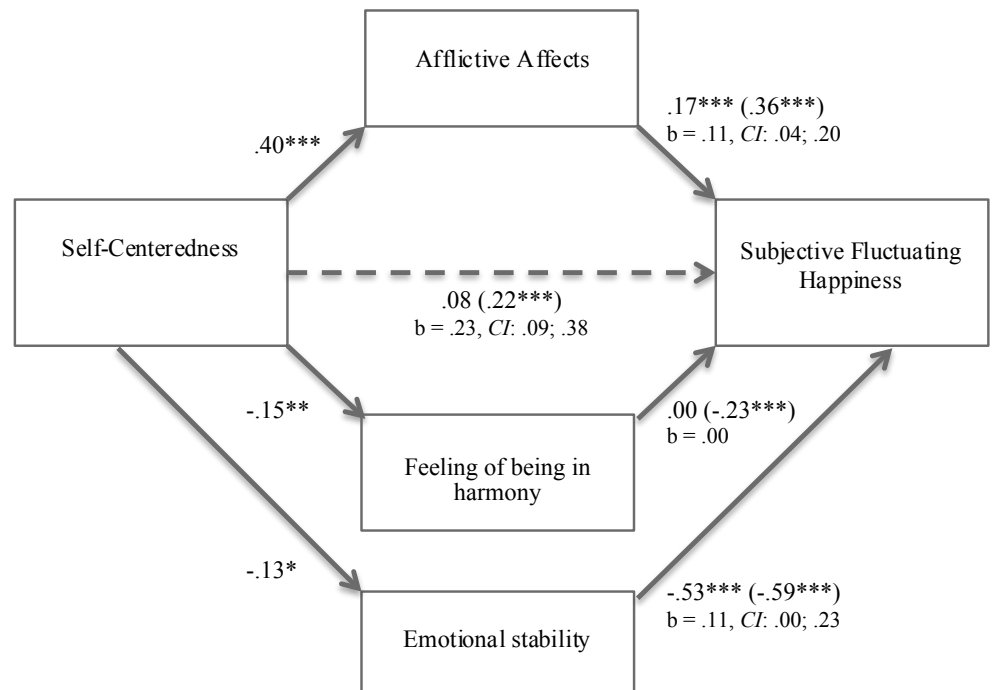 Afflictive Affects
.17*** (.36***)
b = .11, CI: .04; .20
.40***
Self-Centeredness
Subjective Fluctuating
Happiness
.08 (.22***)
b = .23, CI: .09; .38
-.15**
.00 (-.23***)
b = .00
Feeling of being in
harmony
-.13*
-.53*** (-.59***)
b = .11, CI: .00; .23
Emotional stability